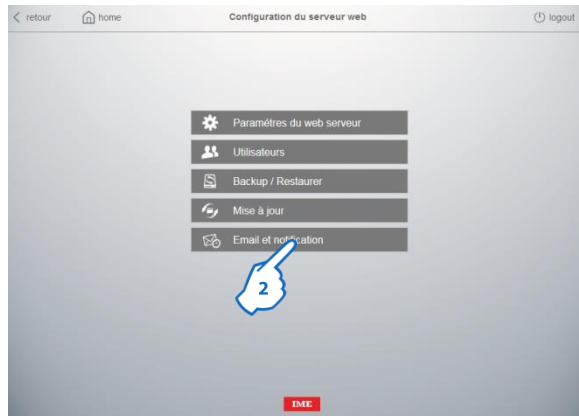 retour home Configuration du serveur web logout
Paramétres du web serveur
Utilisateurs
Backup / Restaurer
Mise à jour
Email et notification
2
IME